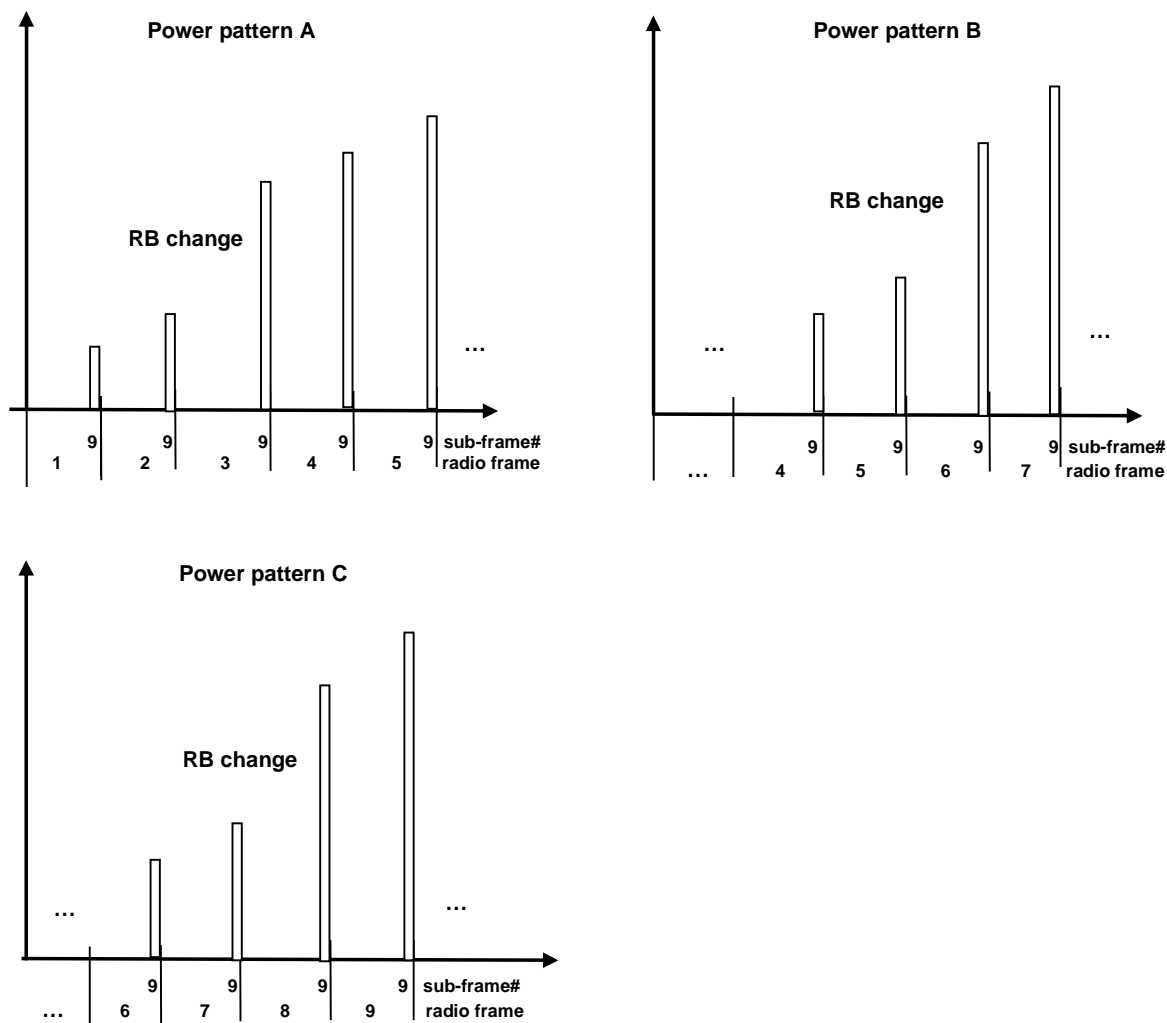 Power pattern A
RB change
...
9 9 9 9 9 sub-frame#
1 2 3 4 5 radio frame
Power pattern B
RB change
... ...
9 9 9 9 sub-frame#
... 4 5 6 7 radio frame
Power pattern C
RB change
... ...
9 9 9 9 sub-frame#
... 6 7 8 9 radio frame